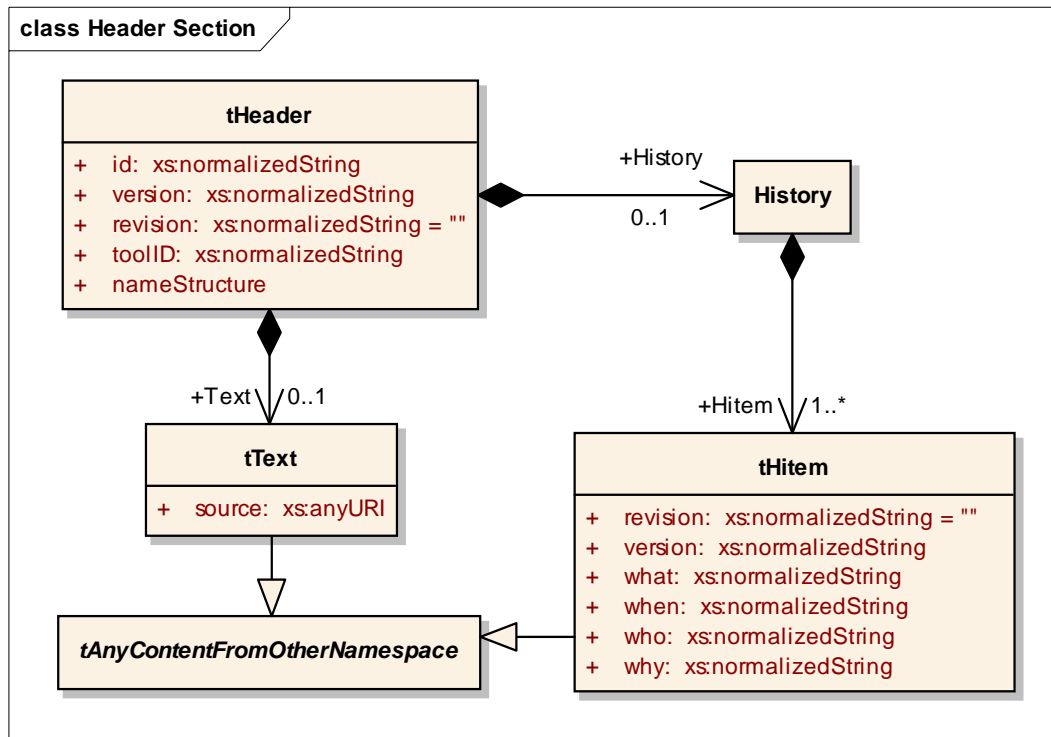 class Header Section
tHeader
+ id: xs:normalizedString
+ version: xs:normalizedString
+ revision: xs:normalizedString = ""
+ toolID: xs:normalizedString
+ nameStructure
+History
0..1
History
+Text 0..1
+Hitem 1..*
tText
+ source: xs:anyURI
tHitem
+ revision: xs:normalizedString = ""
+ version: xs:normalizedString
+ what: xs:normalizedString
+ when: xs:normalizedString
+ who: xs:normalizedString
+ why: xs:normalizedString
tAnyContentFromOtherNamespace